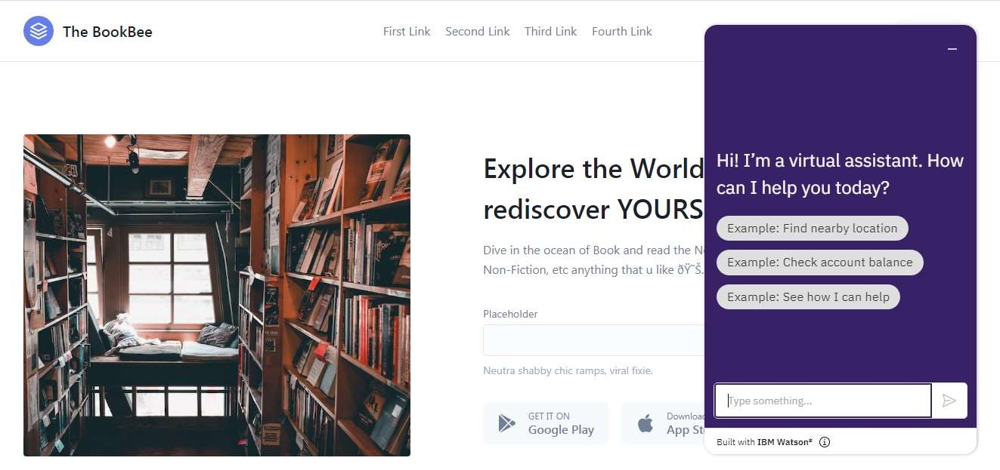 The BookBee
First Link
Second Link
Third Link
Fourth Link
Explore the World
rediscover YOURS
Dive in the ocean of Book and read the
Non-Fiction, etc anything that u like ðŸ˜Š.
Placeholder
Neutra shabby chic ramps, viral fixie.
GET IT ON
Google Play
Download
App
Hi! I’m a virtual assistant. How
can I help you today?
Example: Find nearby location
Example: Check account balance
Example: See how I can help
Type something...
Built with IBM Watson®